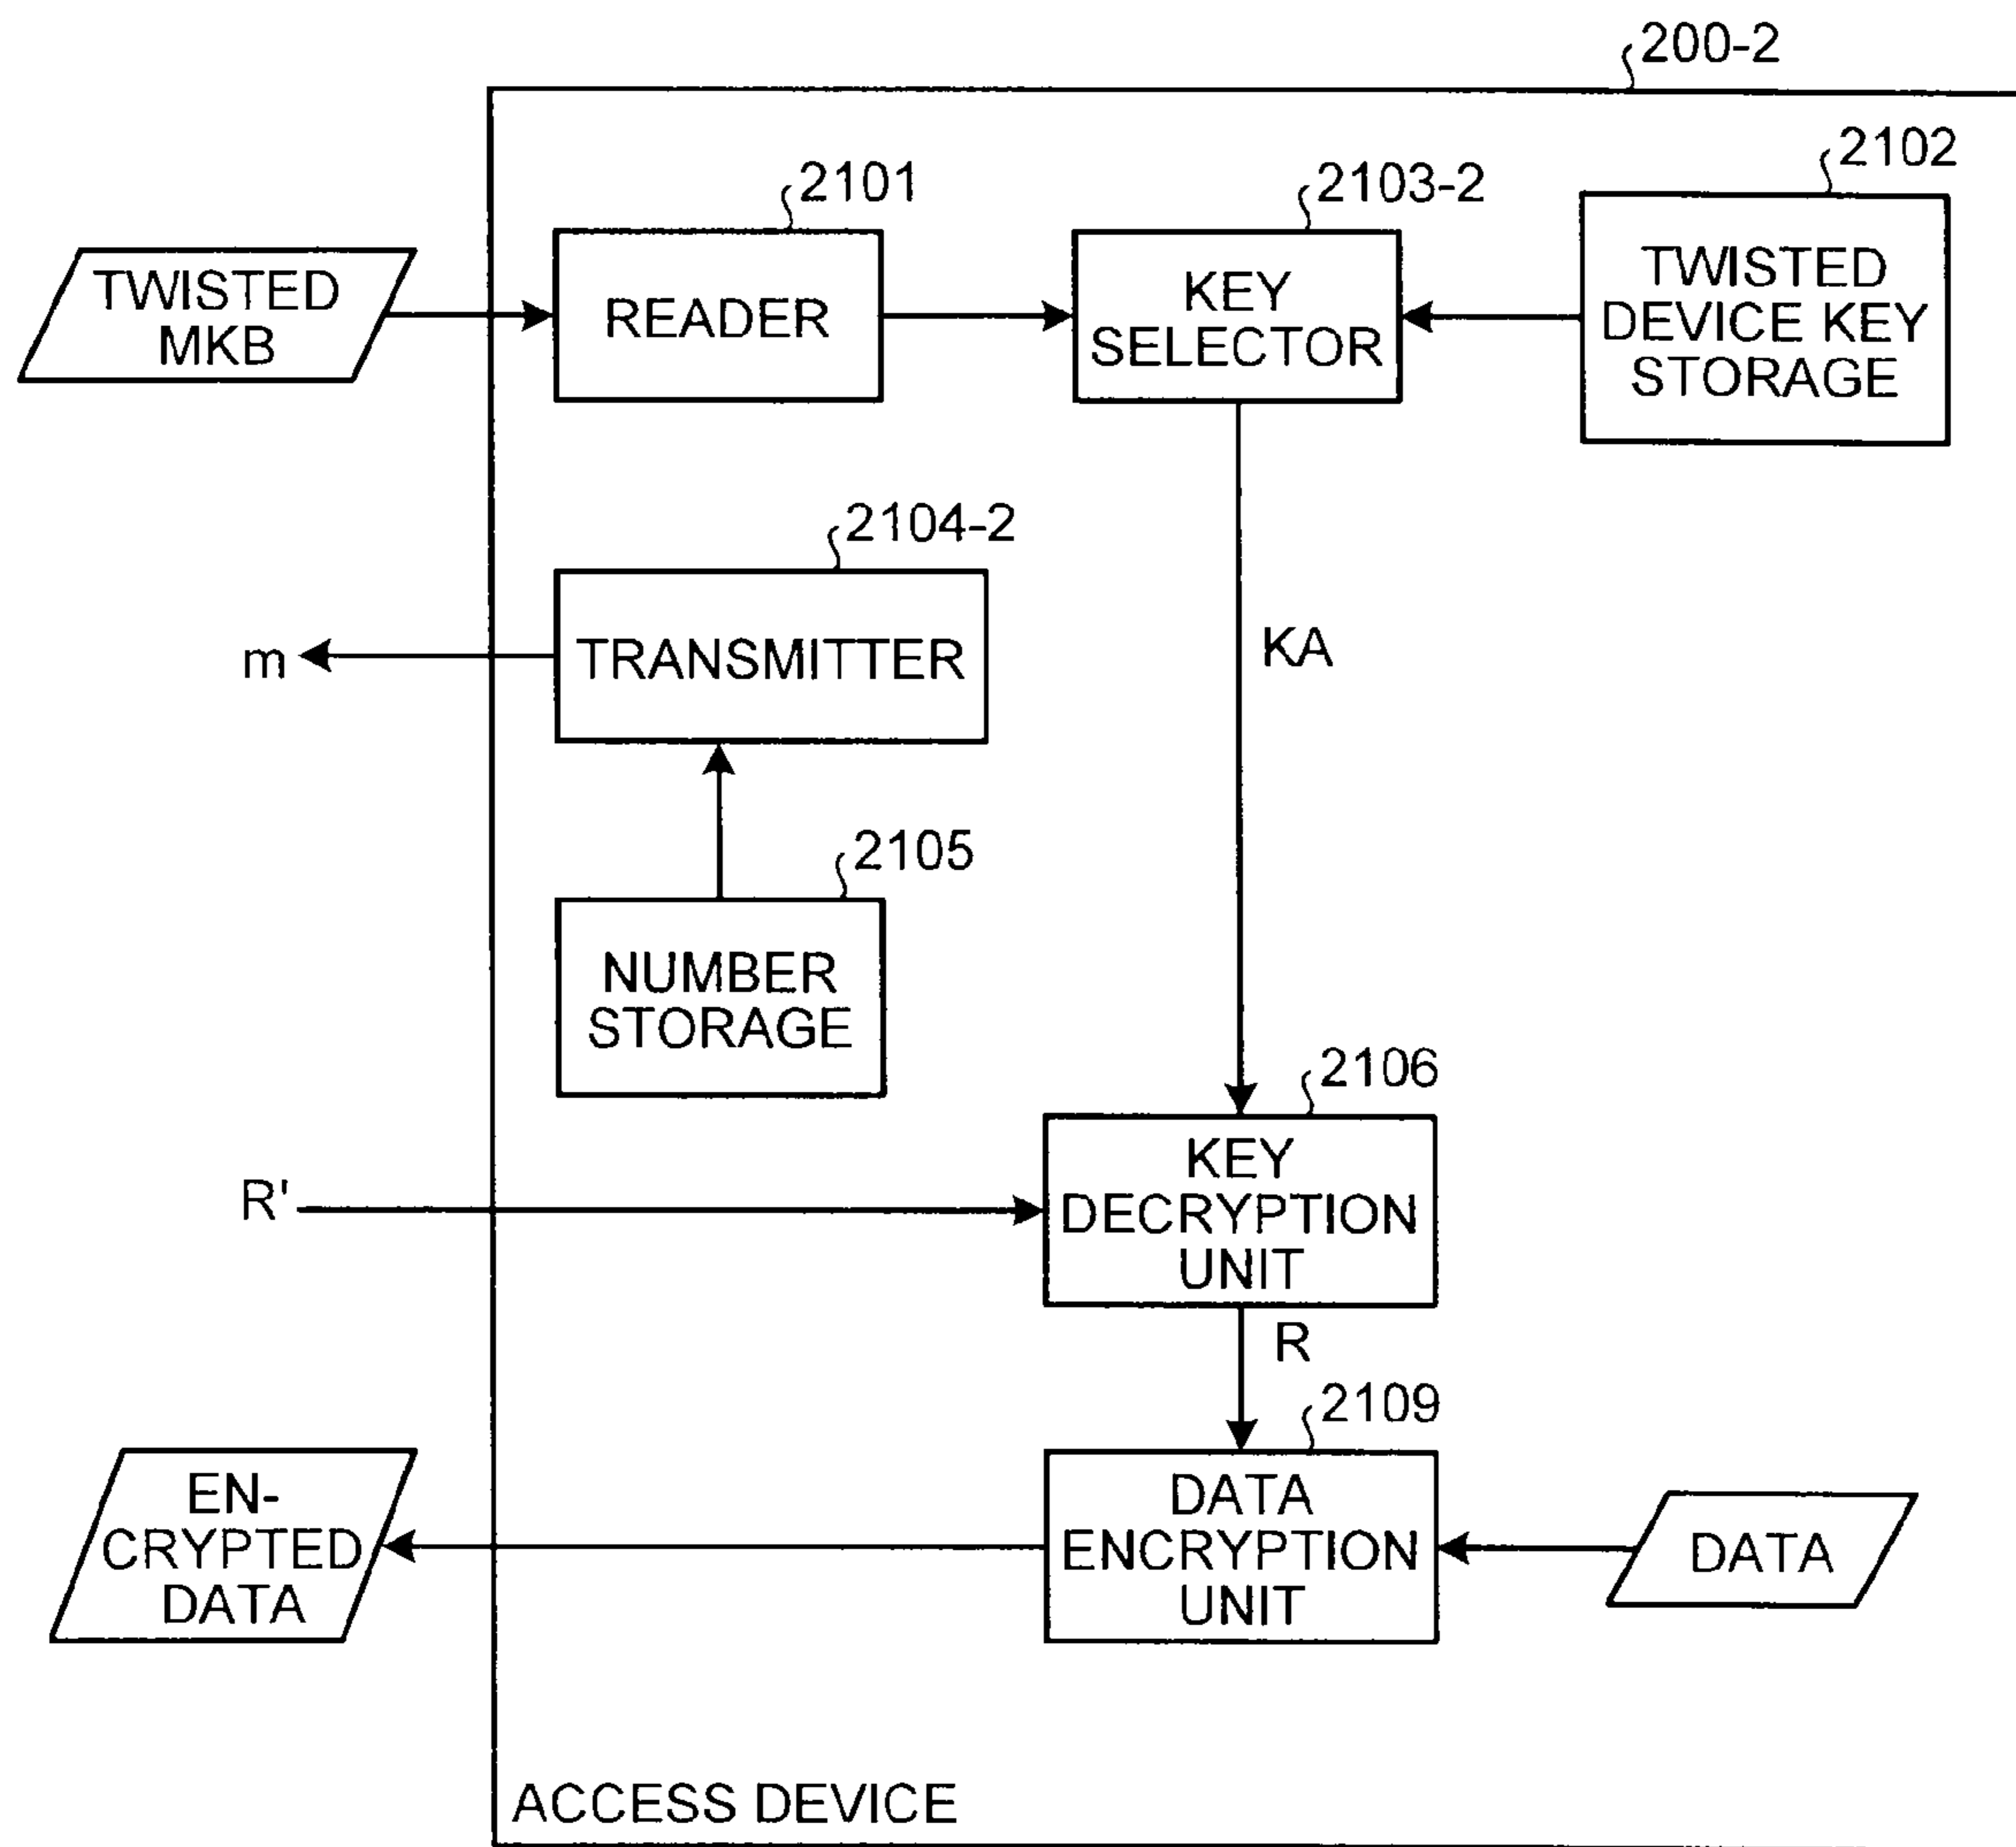 200-2
2101
2103-2
2102
TWISTED
MKB
READER
KEY
SELECTOR
TWISTED
DEVICE KEY
STORAGE
2104-2
m
TRANSMITTER
KA
2105
NUMBER
STORAGE
2106
R'
KEY
DECRYPTION
UNIT
R
2109
EN-
CRYPTED
DATA
DATA
ENCRYPTION
UNIT
DATA
ACCESS DEVICE